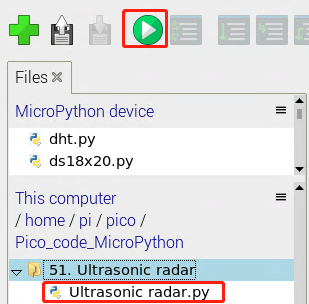 Files
MicroPython device
dht.py
ds18x20.py
This computer
/ home / pi / pico /
Pico_code_MicroPython
51. Ultrasonic radar
Ultrasonic radar.py